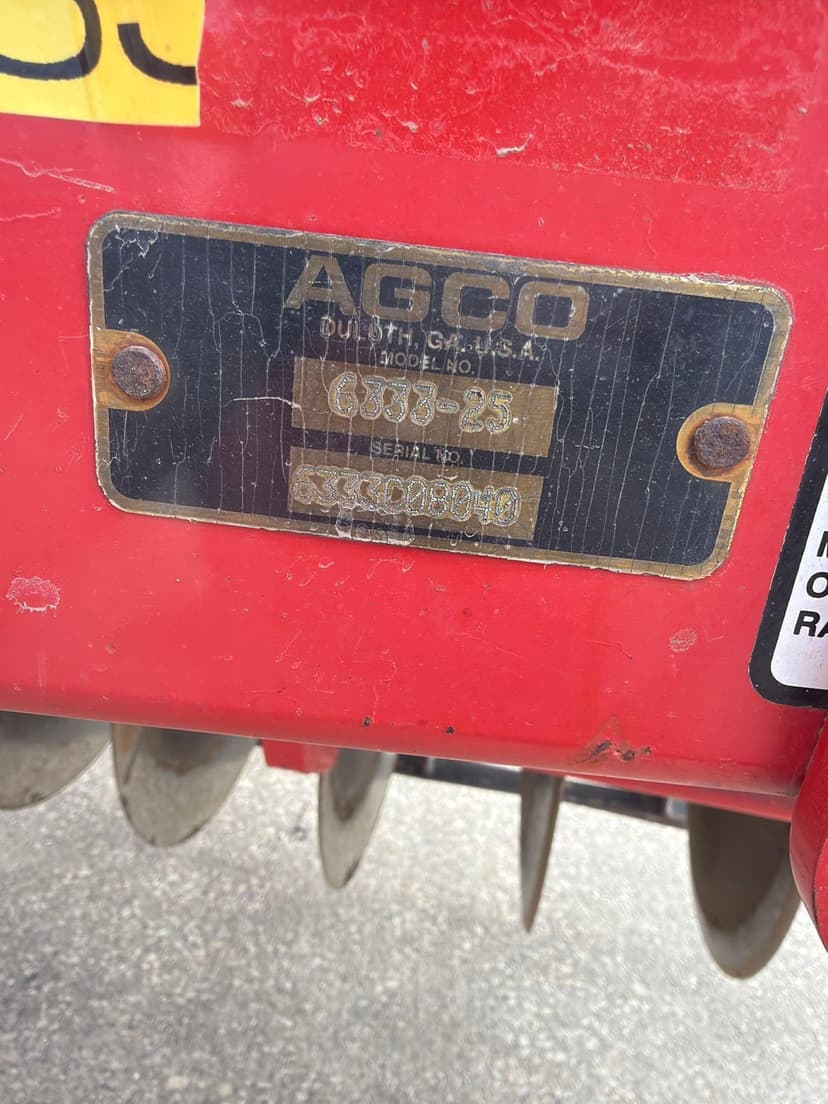 AGCO
DULUTH, GA. U.S.A.
MODEL NO.
6333-25
SERIAL NO.
6333C08040